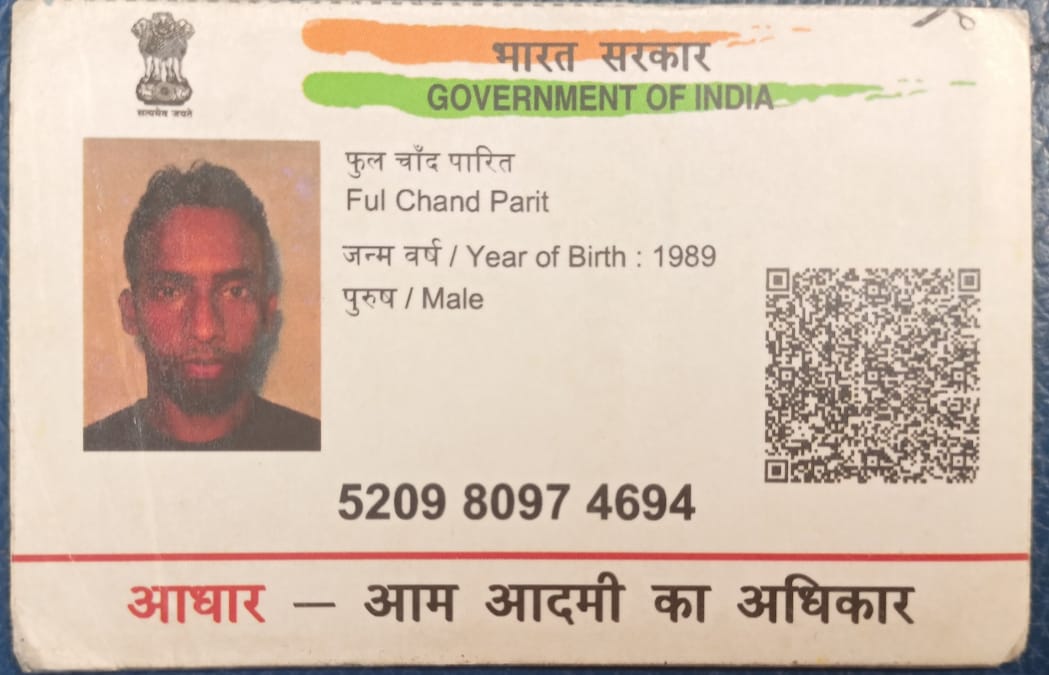 भारत सरकार
GOVERNMENT OF INDIA
सत्यमेव जयते
फुल चाँद पारित
Ful Chand Parit
जन्म वर्ष / Year of Birth : 1989
पुरुष / Male
5209 8097 4694
आधार — आम आदमी का अधिकार